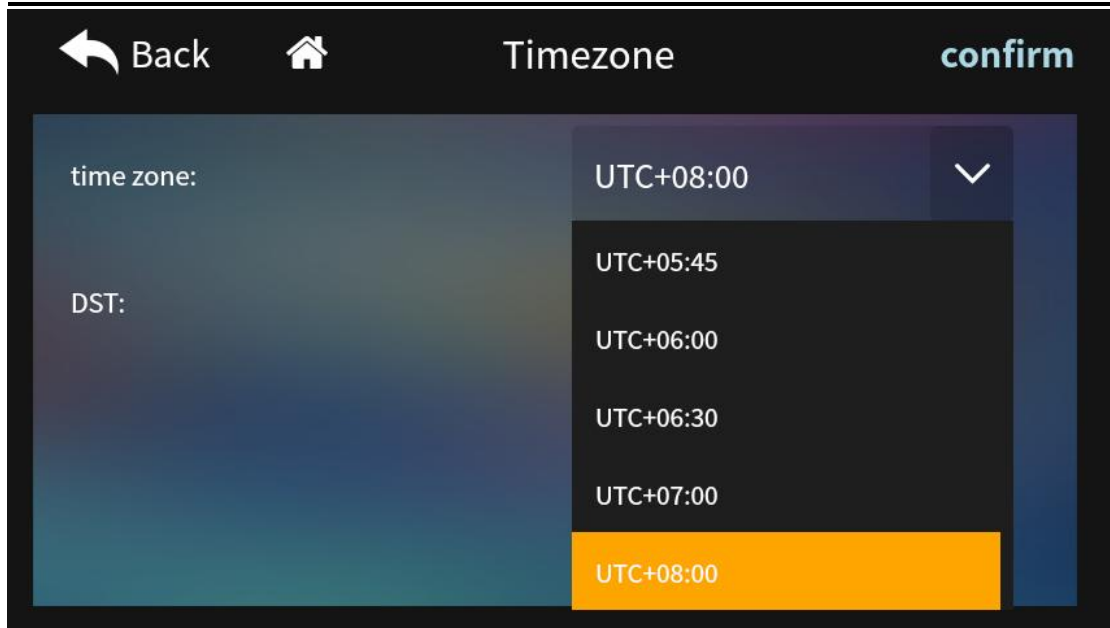 Back Timezone confirm
time zone: UTC+08:00
UTC+05:45
DST:
UTC+06:00
UTC+06:30
UTC+07:00
UTC+08:00